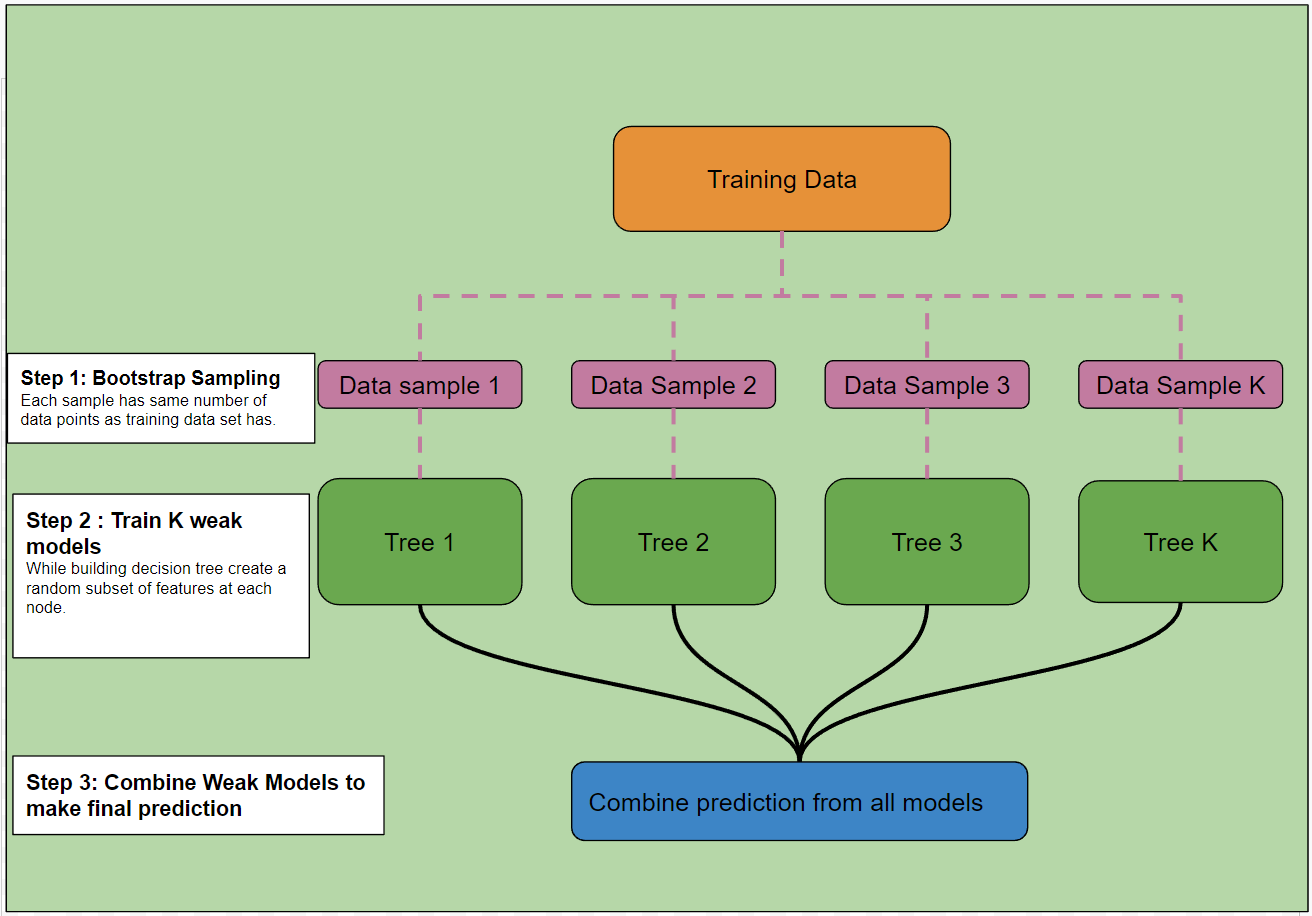 Training Data
Step 1: Bootstrap Sampling
Each sample has same number of
data points as training data set has.
Data sample 1
Data Sample 2
Data Sample 3
Data Sample K
Step 2 : Train K weak
models
While building decision tree create a
random subset of features at each
node.
Tree 1
Tree 2
Tree 3
Tree K
Step 3: Combine Weak Models to
make final prediction
Combine prediction from all models